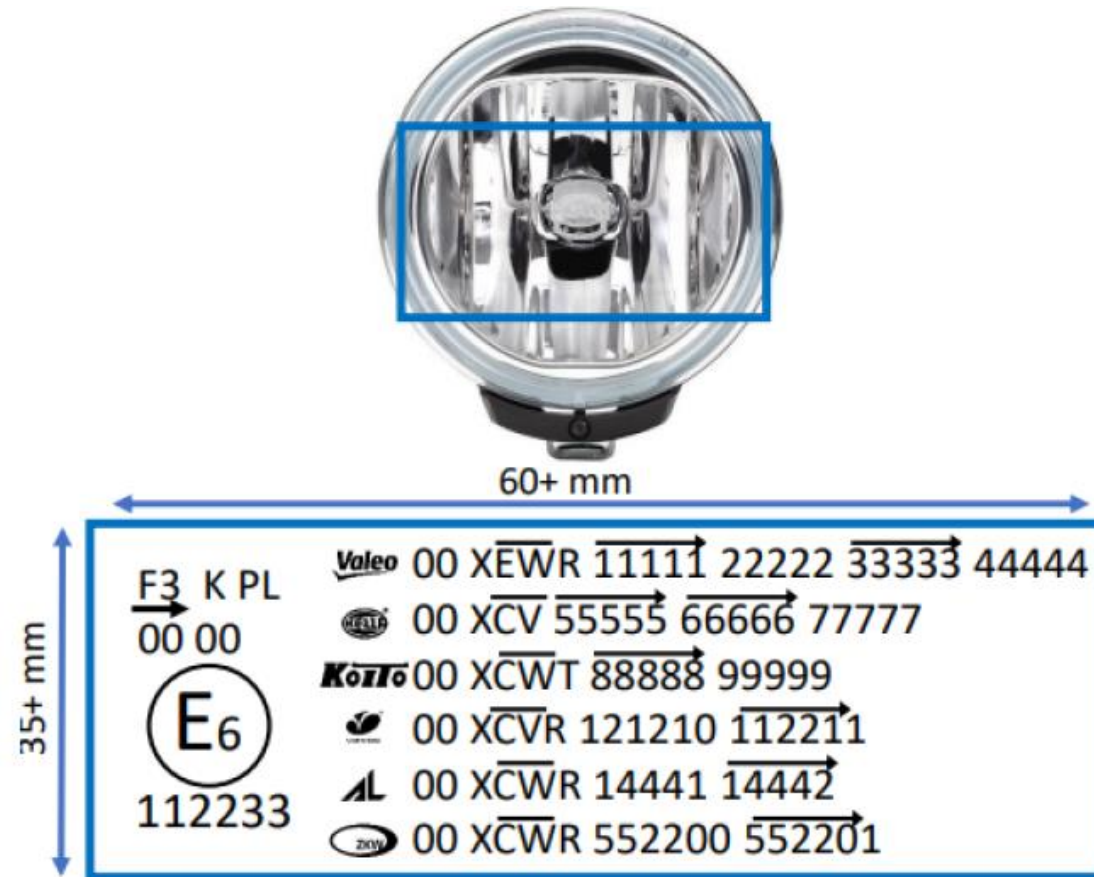 60+ mm
35+ mm
F3 K PL
00 00
E6
112233
Valeo 00 XEWR 11111 22222 33333 44444
HELLA 00 XCV 55555 66666 77777
KOITO 00 XCWT 88888 99999
00 XCVR 121210 112211
AL 00 XCWR 14441 14442
ZKW 00 XCWR 552200 552201